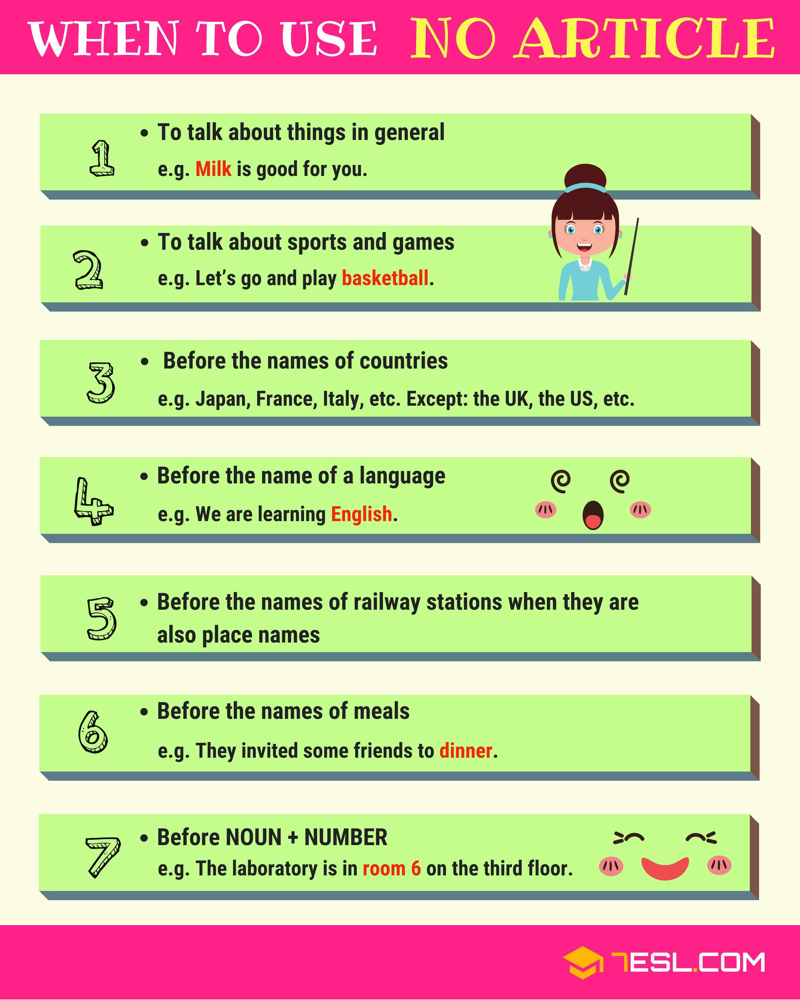 WHEN TO USE NO ARTICLE
1
• To talk about things in general
e.g. Milk is good for you.
2
• To talk about sports and games
e.g. Let’s go and play basketball.
3
• Before the names of countries
e.g. Japan, France, Italy, etc. Except: the UK, the US, etc.
4
• Before the name of a language
e.g. We are learning English.
5
• Before the names of railway stations when they are
also place names
6
• Before the names of meals
e.g. They invited some friends to dinner.
7
• Before NOUN + NUMBER
e.g. The laboratory is in room 6 on the third floor.
7ESL.COM